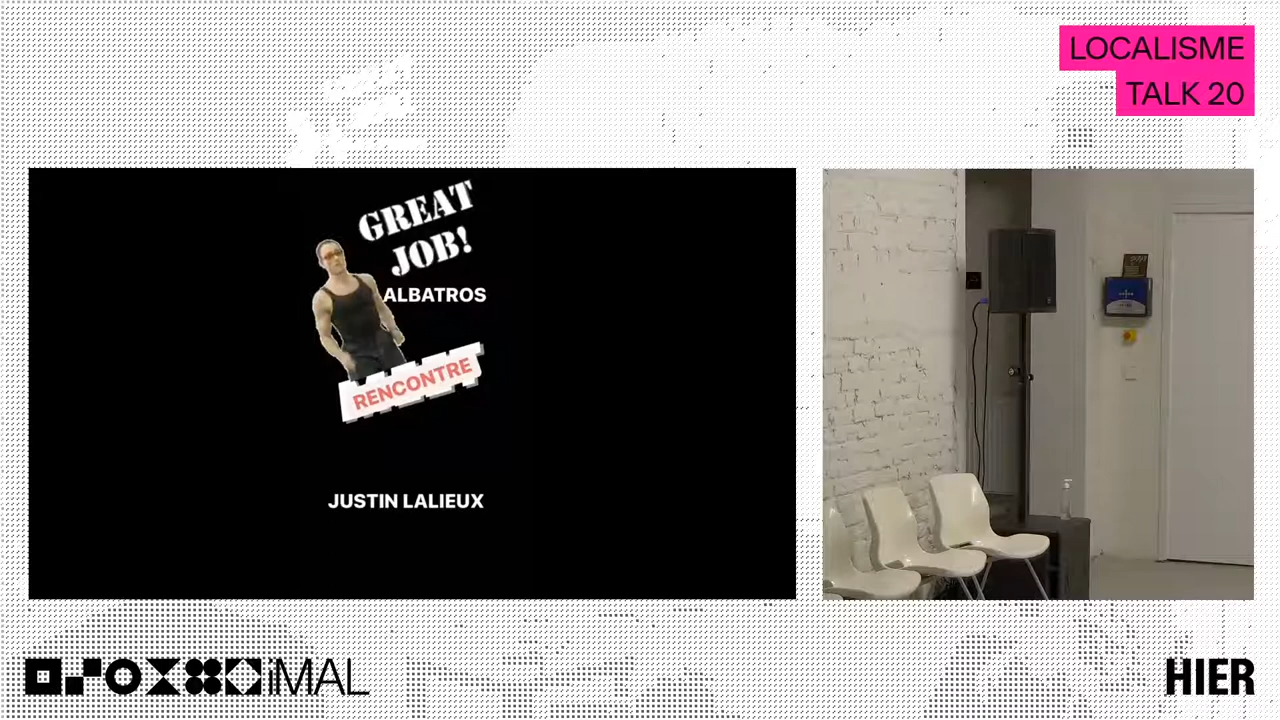 LOCALISME
TALK 20
GREAT
JOB!
ALBATROS
RENCONTRE
JUSTIN LALIEUX
iMAL
HIER